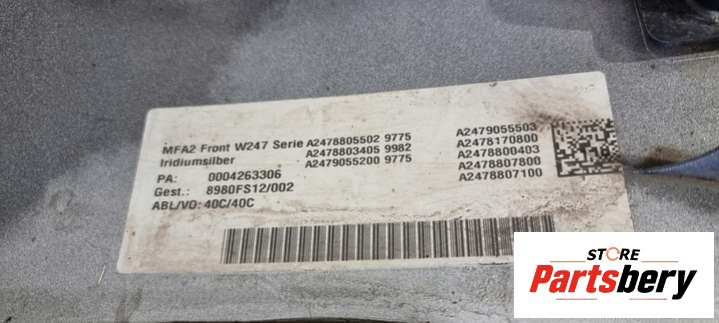 MFA2 Front W247 Serie A2478805502 9775 A2479055503
Iridiumsilber A2478803405 9982 A2478170800
A2479055200 9775 A2478800403
PA: 0004263306 A2478807800
Gest.: 8980FS12/002 A2478807100
ABL/VO: 40C/40C
STORE
Partsbery